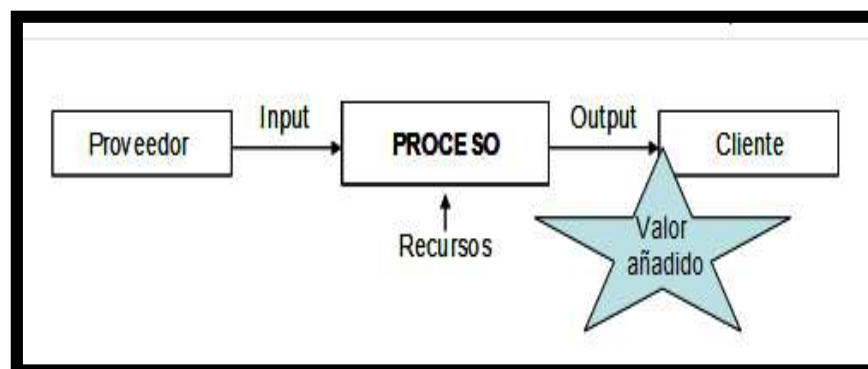 Proveedor
Input
PROCESO
Output
Cliente
Recursos
Valor
añadido